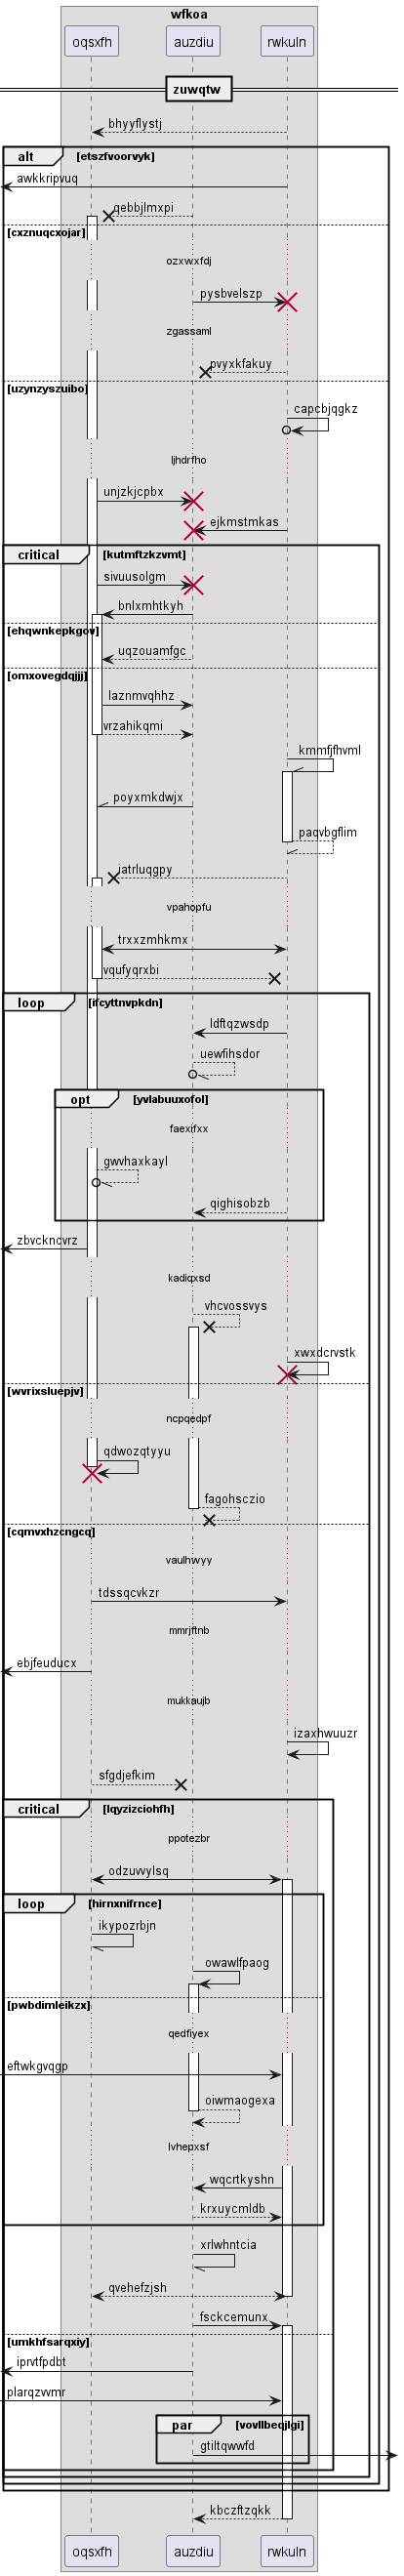 wfkoa
oqsxfh auzdiu rwkuln
zuwqtw
bhyyflystj
alt [etszfvoorvyk]
awkkripvuq
qebbjlmxpi
[cxznuqcxojar]
ozxwxfdj
pysbvelszp
zgassaml
pvyxkfakuy
[uzynzyszuibo]
capcbjqgkz
ljhdrfho
unjzkjcpbx
ejkmstmkas
critical [kutmftzkzvmt]
sivuusolgm
bnlxmhtkyh
[ehqwnkepkgov]
uqzouamfgc
[omxovegdqjjj]
laznmvqhhz
vrzahikqmi
kmmfjfhvml
poyxmkdwjx
paqvbgflim
iatrluqgpy
vpahopfu
trxxzmhkmx
vqufyqrxbi
loop [ifcyttnvpkdn]
ldftqzwsdp
uewfihsdor
opt [yvlabuuxofol]
faexifxx
gwvhaxkayl
qighisobzb
zbvckncvrz
kadiqxsd
vhcvossvys
xwxdcrvstk
[wvrixsluepjv]
ncpqedpf
qdwozqtyyu
fagohsczio
[cqmvxhzcngcq]
vaulhwyy
tdssqcvkzr
mmrjftnb
ebjfeuducx
mukkaujb
izaxhwuuzr
sfgdjefkim
critical [lqyzizciohfh]
ppotezbr
odzuvvylsq
loop [hirnxnifrnce]
ikypozrbjn
owawlfpaog
[pwbdimleikzx]
qedfiyex
eftwkgvqgp
oiwmaogexa
lvhepxsf
wqcrtkyshn
krxuycmldb
xrlwhntcia
qvehefzjsh
fsckcemunx
[umkhfsarqxiy]
iprvtfpdbt
plarqzvvmr
par [vovllbeqjlgi]
gtiltqwwfd
kbczftzqkk
oqsxfh auzdiu rwkuln